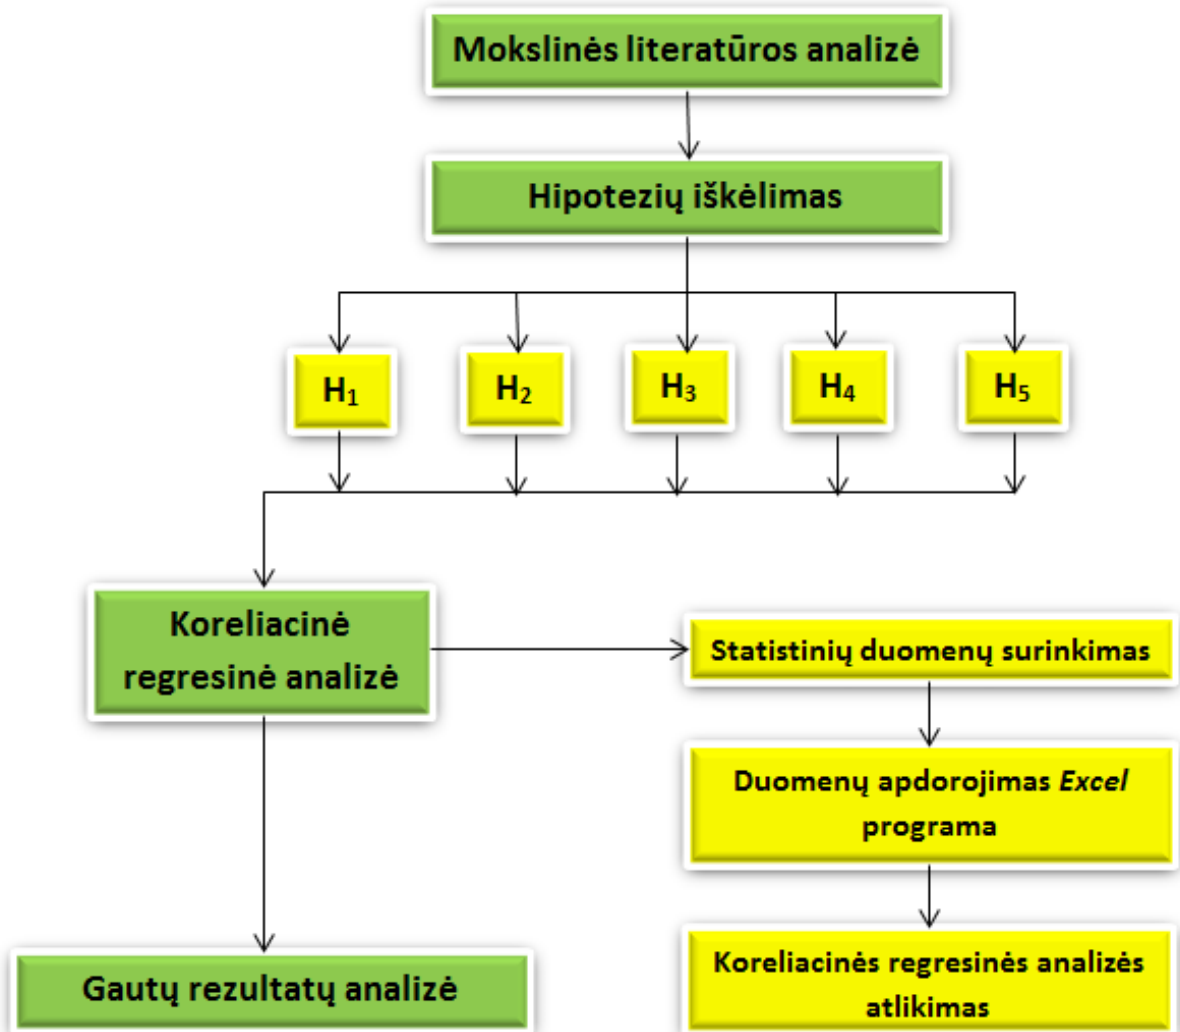 Mokslinės literatūros analizė
Hipotezių iškėlimas
H₁
H₂
H₃
H₄
H₅
Koreliacinė
regresinė analizė
Statistinių duomenų surinkimas
Duomenų apdorojimas Excel
programa
Koreliacinės regresinės analizės
atlikimas
Gautų rezultatų analizė